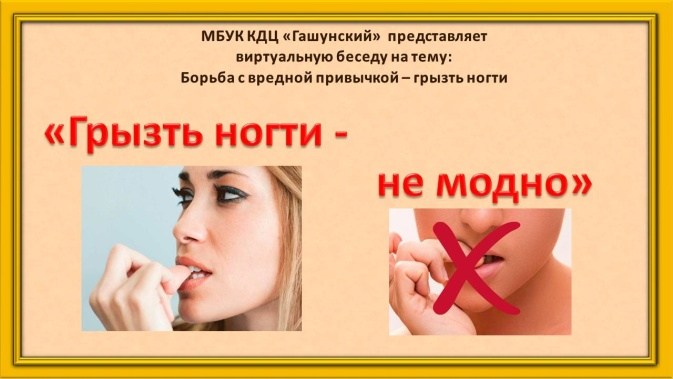 МБУК КДЦ «Гашунский» представляет
виртуальную беседу на тему:
Борьба с вредной привычкой – грызть ногти
«Грызть ногти -
не модно»